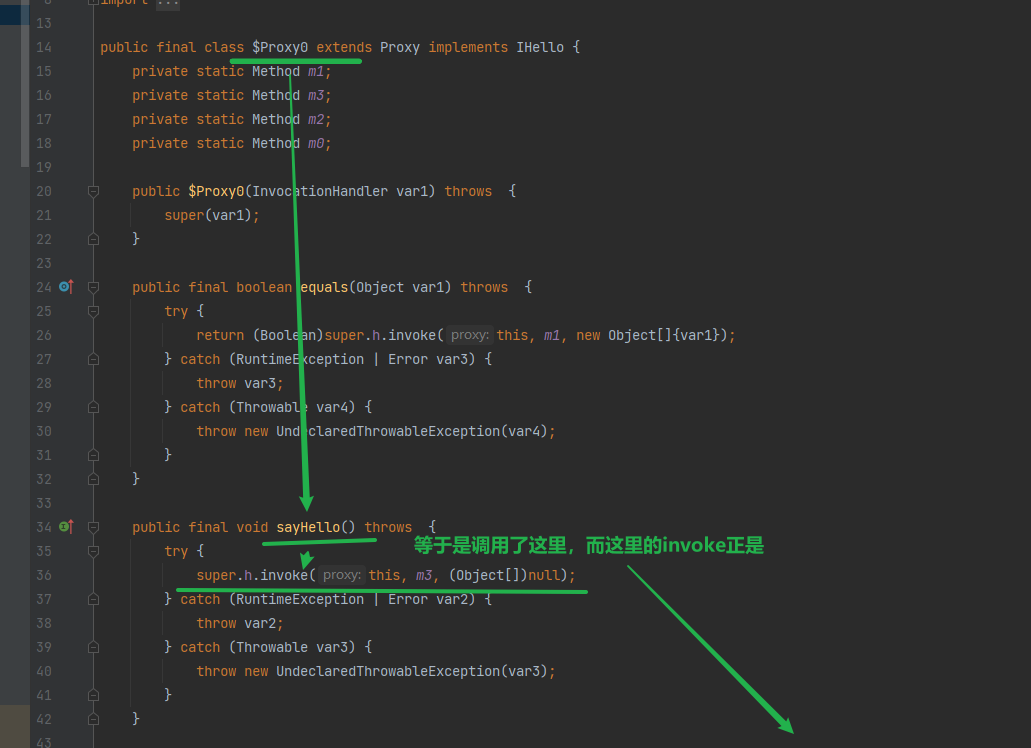 8 import ...
13
14 public final class $Proxy0 extends Proxy implements IHello {
15 private static Method m1;
16 private static Method m3;
17 private static Method m2;
18 private static Method m0;
19
20 public $Proxy0(InvocationHandler var1) throws  {
21 super(var1);
22 }
23
24 public final boolean equals(Object var1) throws  {
25 try {
26 return (Boolean)super.h.invoke( proxy: this, m1, new Object[]{var1});
27 } catch (RuntimeException | Error var3) {
28 throw var3;
29 } catch (Throwable var4) {
30 throw new UndeclaredThrowableException(var4);
31 }
32 }
33
34 public final void sayHello() throws  {
等于是调用了这里，而这里的invoke正是
35 try {
36 super.h.invoke( proxy: this, m3, (Object[])null);
37 } catch (RuntimeException | Error var2) {
38 throw var2;
39 } catch (Throwable var3) {
40 throw new UndeclaredThrowableException(var3);
41 }
42 }
43